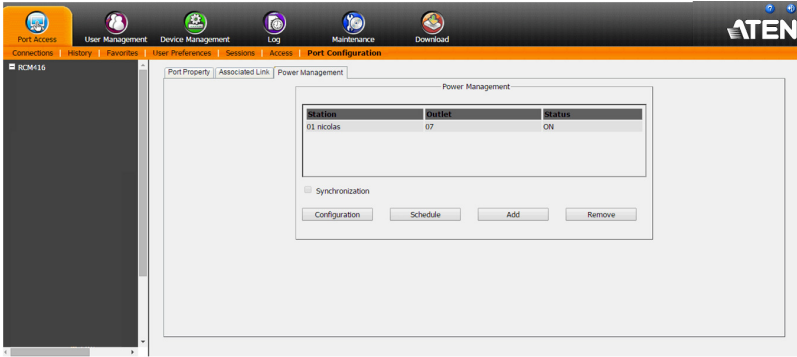 ATEN
Port Access User Management Device Management Log Maintenance Download
Connections | History | Favorites | User Preferences | Sessions | Access | Port Configuration
RCM416
Port Property Associated Link Power Management
Power Management
Station Outlet Status
01 nicolas 07 ON
Synchronization
Configuration Schedule Add Remove